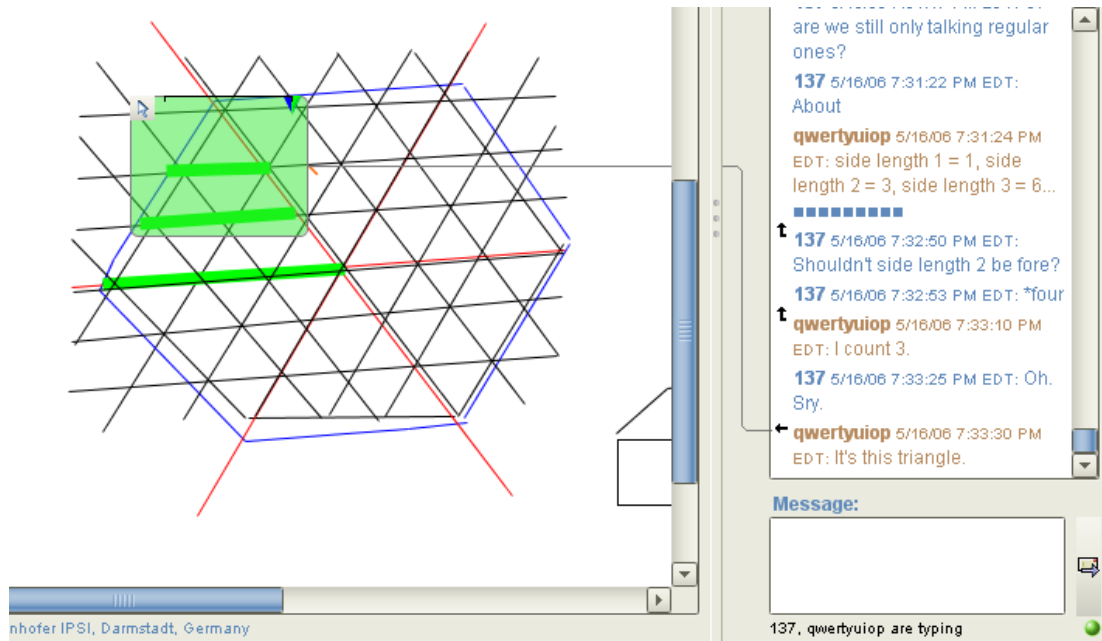 are we still only talking regular
ones?
137 5/16/06 7:31:22 PM EDT:
About
qwertyuiop 5/16/06 7:31:24 PM
EDT: side length 1 = 1, side
length 2 = 3, side length 3 = 6...
137 5/16/06 7:32:50 PM EDT:
Shouldn't side length 2 be fore?
137 5/16/06 7:32:53 PM EDT: *four
qwertyuiop 5/16/06 7:33:10 PM
EDT: I count 3.
137 5/16/06 7:33:25 PM EDT: Oh.
Sry.
qwertyuiop 5/16/06 7:33:30 PM
EDT: It's this triangle.
Message:
nhofer IPSI, Darmstadt, Germany
137, qwertyuiop are typing